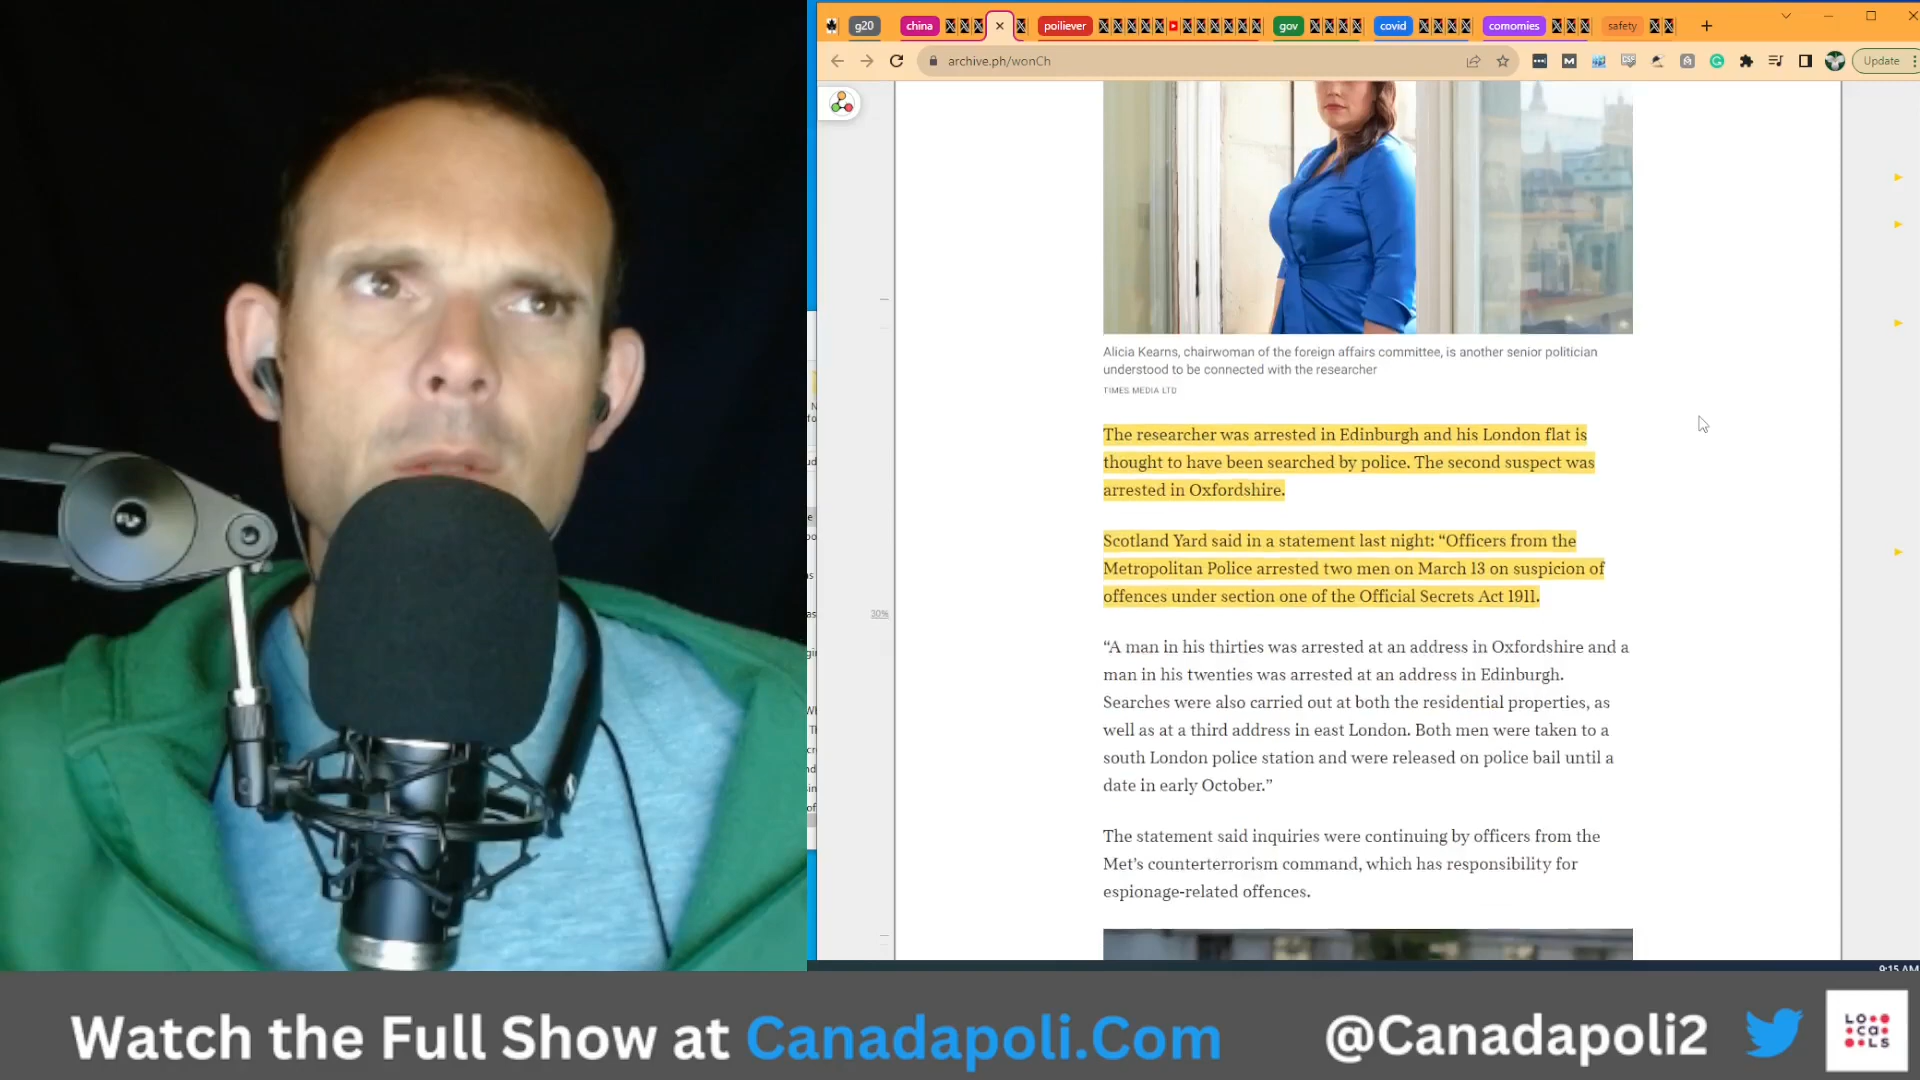 g20
china
poiliever
gov
covid
comomies
safety
archive.ph/wonCh
Update
Alicia Kearns, chairwoman of the foreign affairs committee, is another senior politician
understood to be connected with the researcher
TIMES MEDIA LTD
The researcher was arrested in Edinburgh and his London flat is
thought to have been searched by police. The second suspect was
arrested in Oxfordshire.
Scotland Yard said in a statement last night: “Officers from the
Metropolitan Police arrested two men on March 13 on suspicion of
offences under section one of the Official Secrets Act 1911.
30%
“A man in his thirties was arrested at an address in Oxfordshire and a
man in his twenties was arrested at an address in Edinburgh.
Searches were also carried out at both the residential properties, as
well as at a third address in east London. Both men were taken to a
south London police station and were released on police bail until a
date in early October.”
The statement said inquiries were continuing by officers from the
Met’s counterterrorism command, which has responsibility for
espionage-related offences.
9:15 AM
Watch the Full Show at Canadapoli.Com
@Canadapoli2
LO
ca
LS